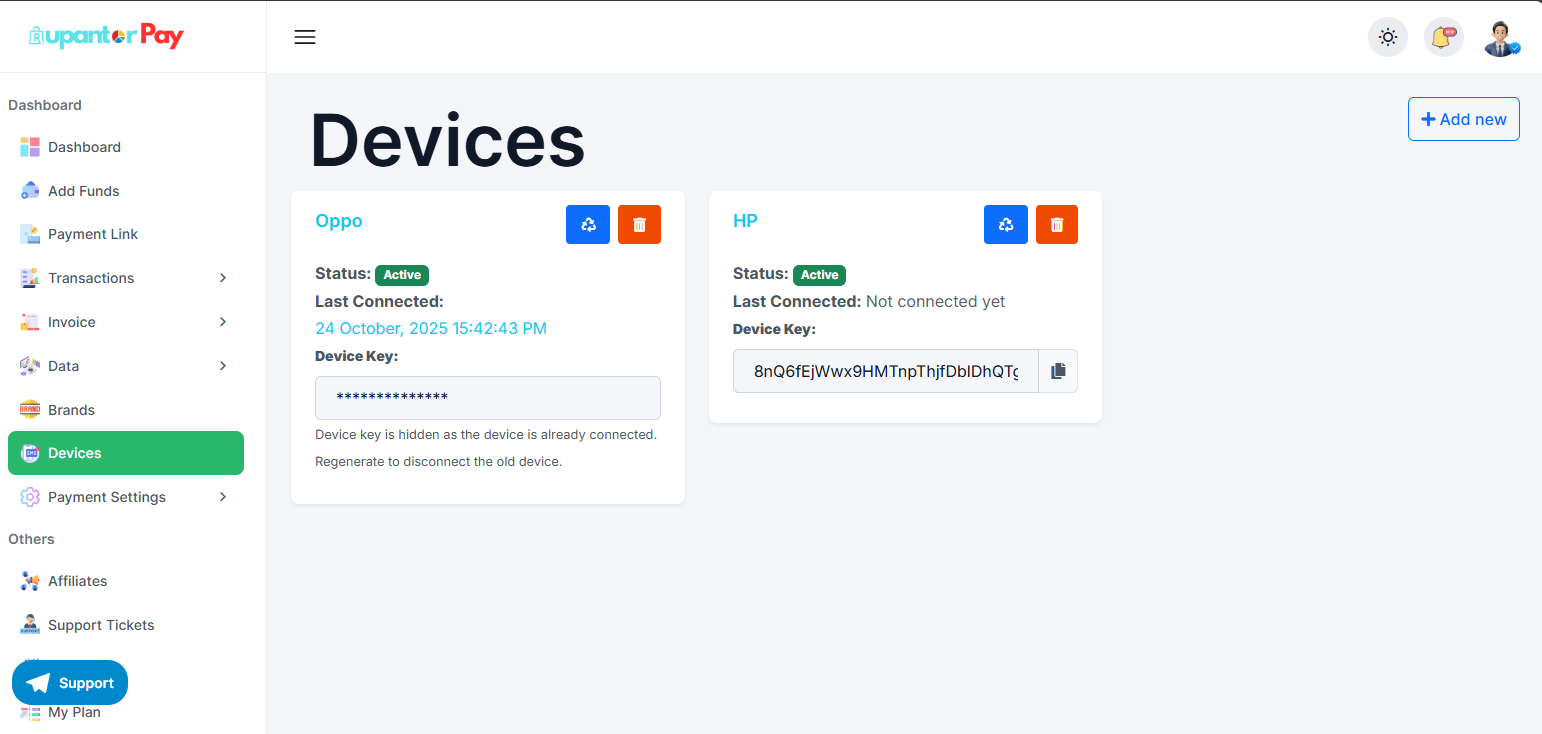 Rupantor Pay
Dashboard
Dashboard
Add Funds
Payment Link
Transactions
Invoice
Data
Brands
Devices
Payment Settings
Others
Affiliates
Support Tickets
Support
My Plan
Devices
+ Add new
Oppo
Status: Active
Last Connected:
24 October, 2025 15:42:43 PM
Device Key:
**************
Device key is hidden as the device is already connected.
Regenerate to disconnect the old device.
HP
Status: Active
Last Connected: Not connected yet
Device Key: